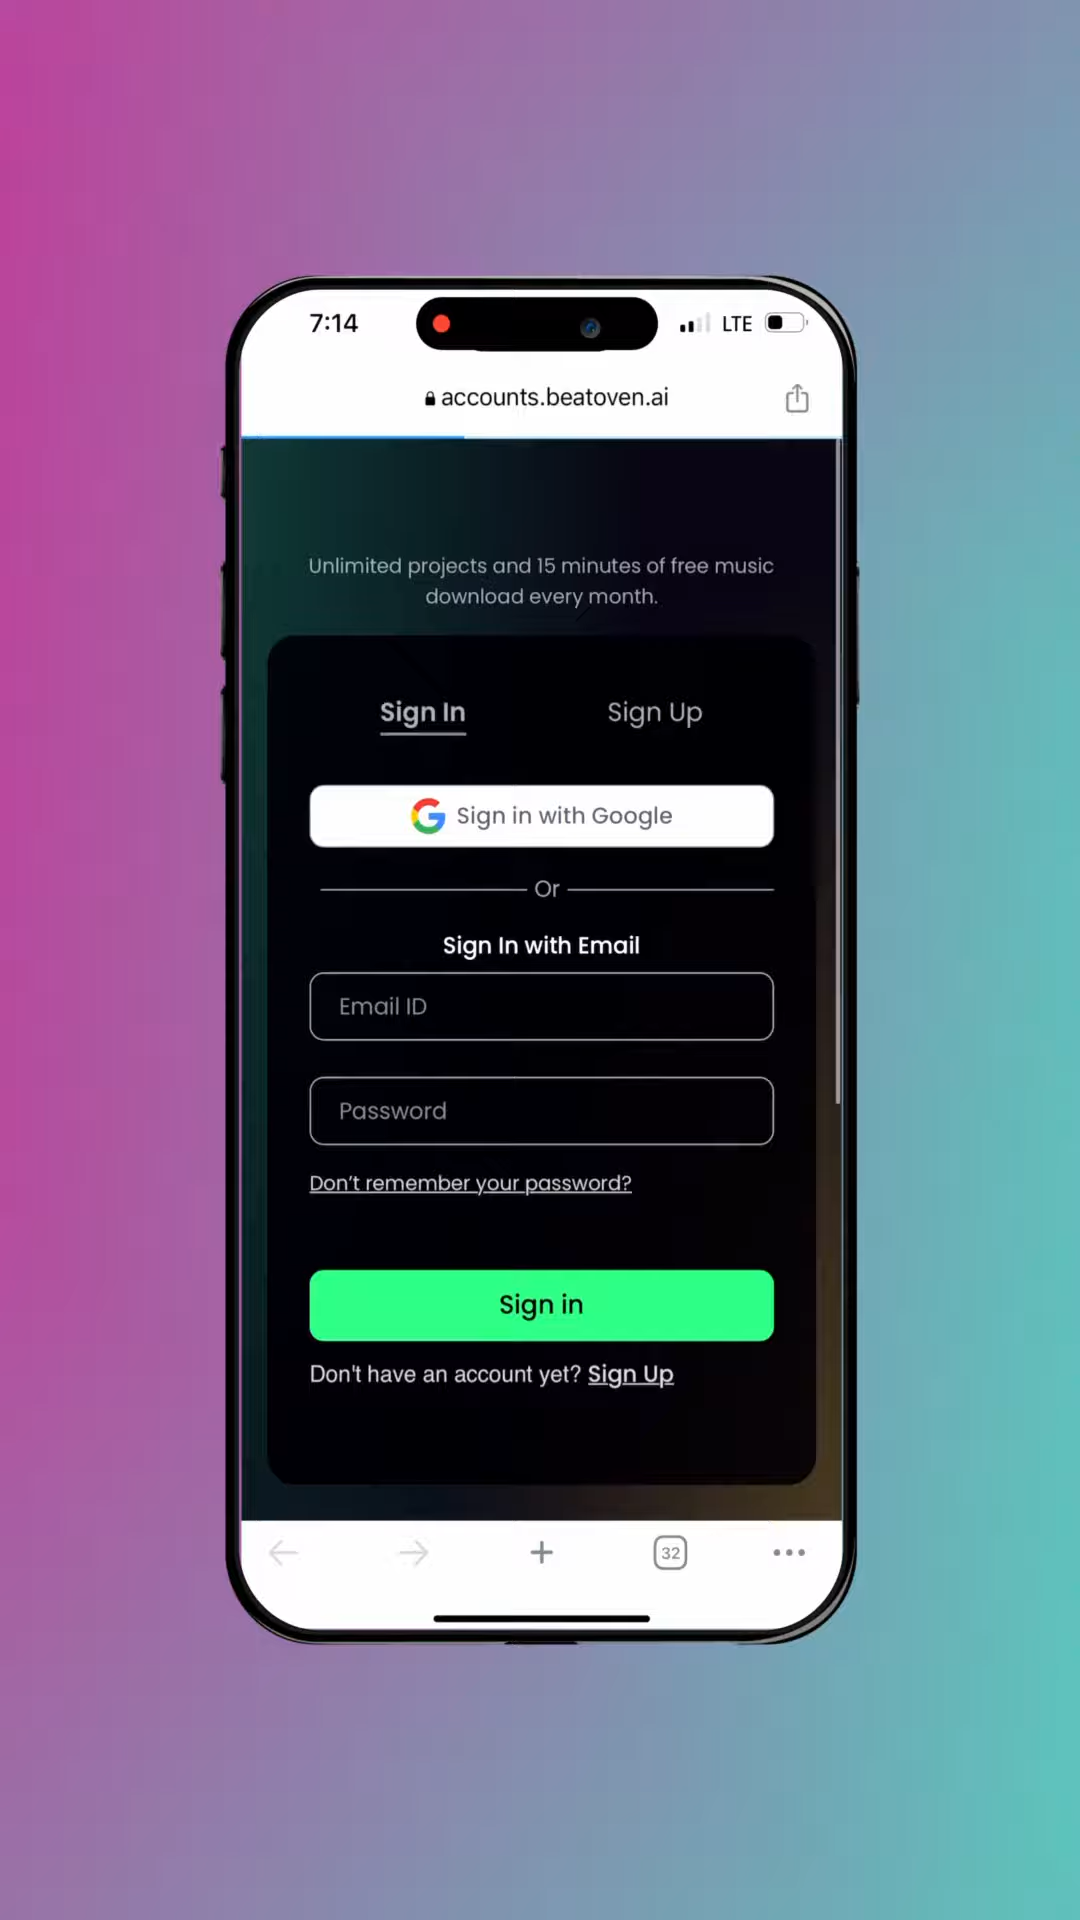 7:14
LTE
accounts.beatoven.ai
Unlimited projects and 15 minutes of free music
download every month.
Sign In
Sign Up
Sign in with Google
Or
Sign In with Email
Email ID
Password
Don't remember your password?
Sign in
Don't have an account yet? Sign Up
32